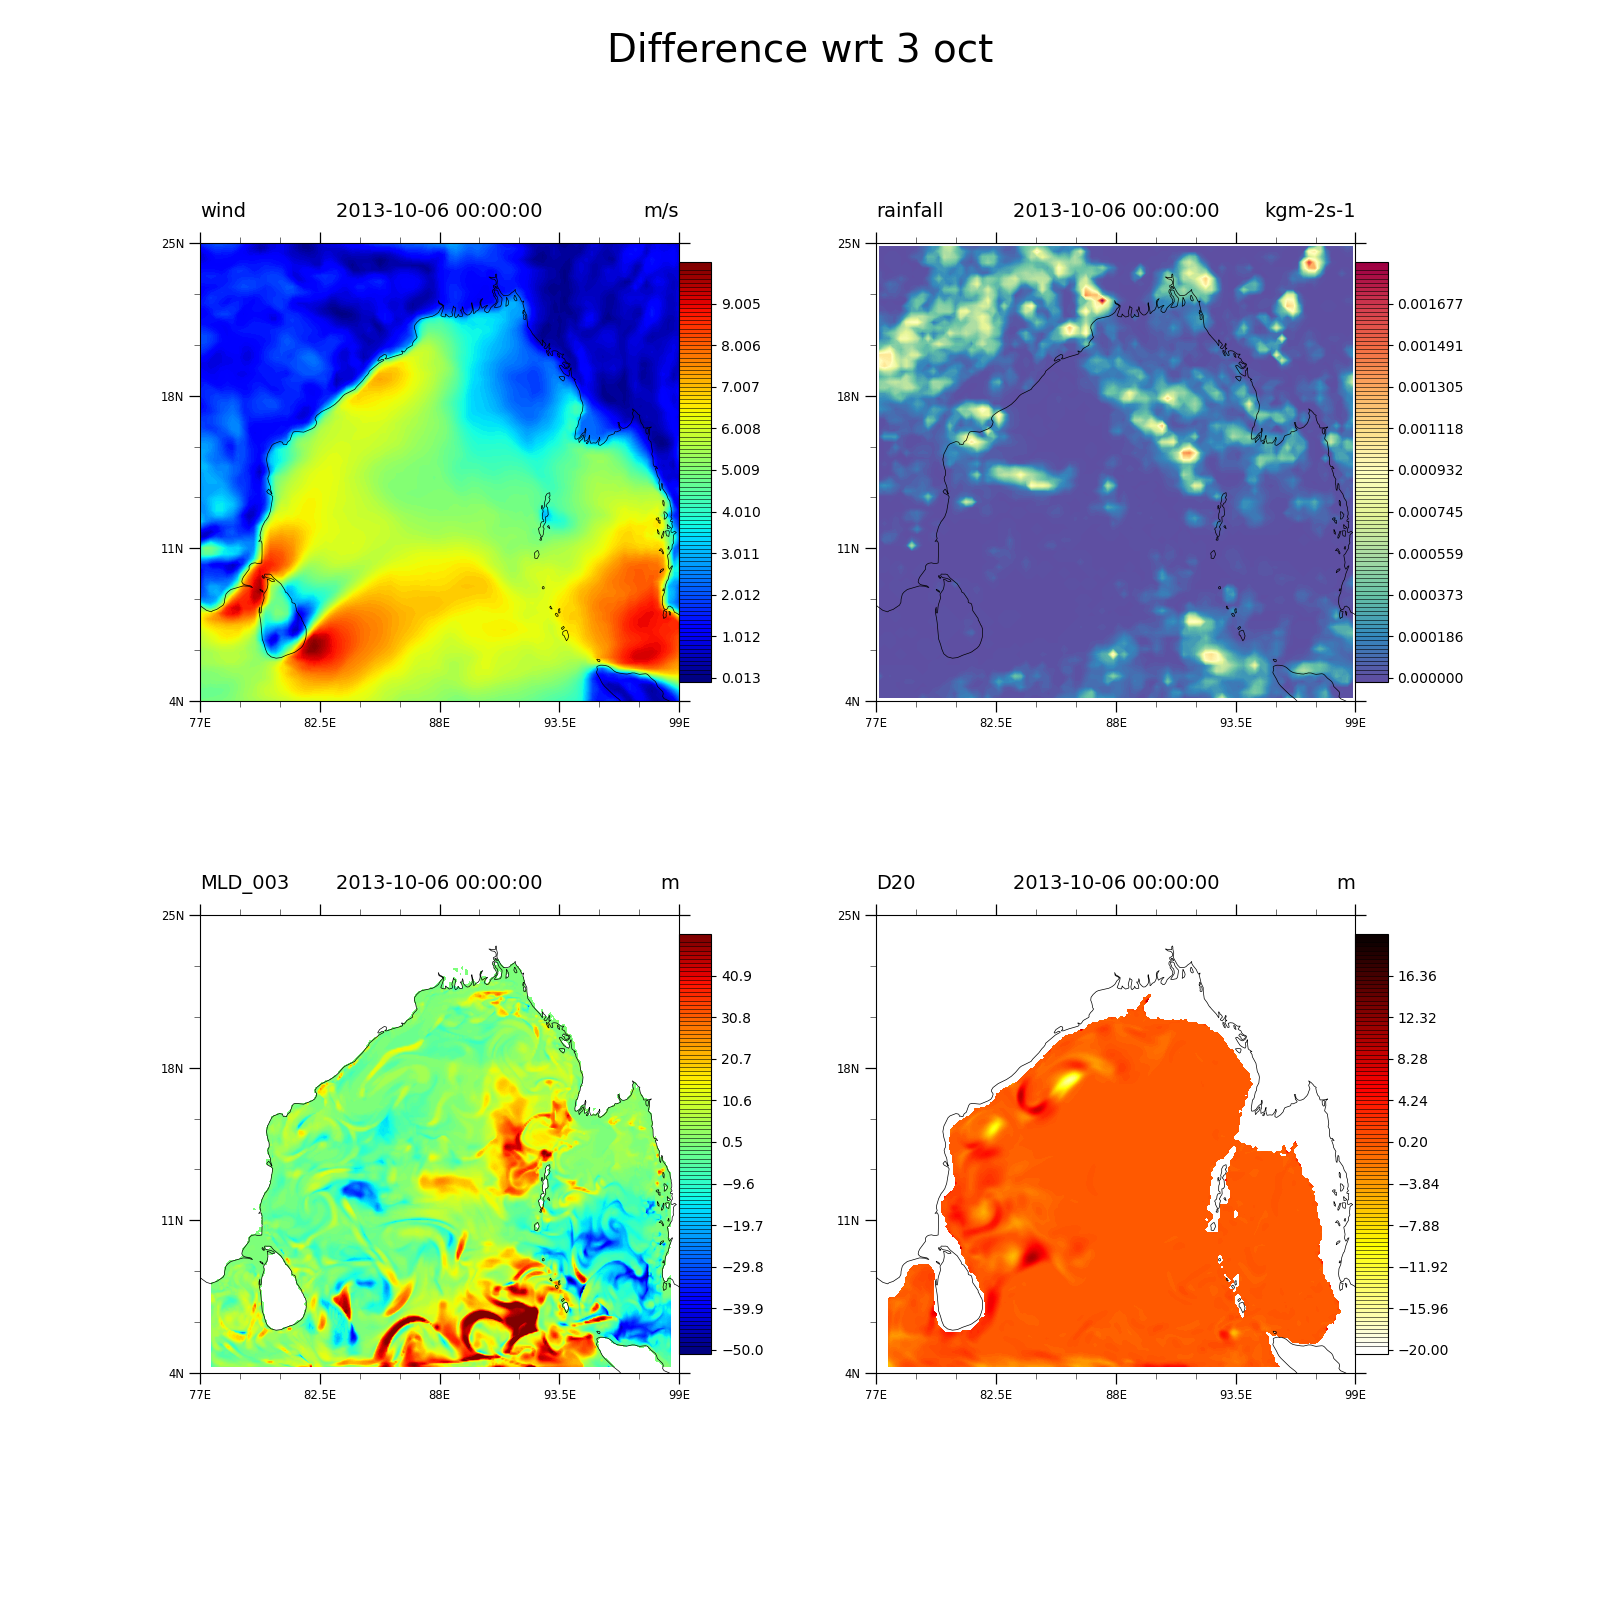 Difference wrt 3 oct
wind 2013-10-06 00:00:00 m/s
25N
18N
11N
4N
77E 82.5E 88E 93.5E 99E
9.005
8.006
7.007
6.008
5.009
4.010
3.011
2.012
1.012
0.013
rainfall 2013-10-06 00:00:00 kgm-2s-1
25N
18N
11N
4N
77E 82.5E 88E 93.5E 99E
0.001677
0.001491
0.001305
0.001118
0.000932
0.000745
0.000559
0.000373
0.000186
0.000000
MLD_003 2013-10-06 00:00:00 m
25N
18N
11N
4N
77E 82.5E 88E 93.5E 99E
40.9
30.8
20.7
10.6
0.5
−9.6
−19.7
−29.8
−39.9
−50.0
D20 2013-10-06 00:00:00 m
25N
18N
11N
4N
77E 82.5E 88E 93.5E 99E
16.36
12.32
8.28
4.24
0.20
−3.84
−7.88
−11.92
−15.96
−20.00